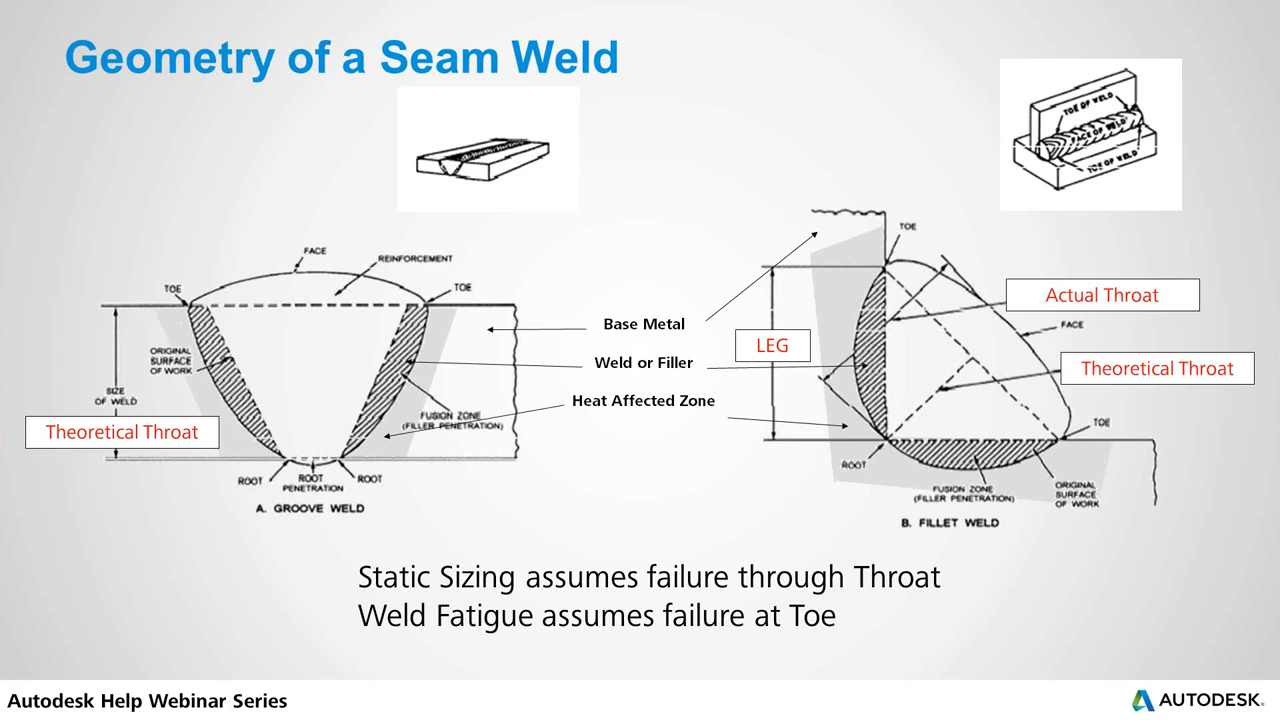 Geometry of a Seam Weld
TOE OF WELD
FACE OF WELD
TOE OF WELD
FACE
REINFORCEMENT
TOE
TOE
ORIGINAL
SURFACE
OF WORK
SIZE
OF WELD
Theoretical Throat
FUSION ZONE
(FILLER PENETRATION)
ROOT
ROOT
PENETRATION
ROOT
A. GROOVE WELD
Base Metal
Weld or Filler
Heat Affected Zone
TOE
Actual Throat
FACE
LEG
Theoretical Throat
TOE
ROOT
FUSION ZONE
(FILLER PENETRATION)
ORIGINAL
SURFACE
OF WORK
B. FILLET WELD
Static Sizing assumes failure through Throat
Weld Fatigue assumes failure at Toe
Autodesk Help Webinar Series
AUTODESK.